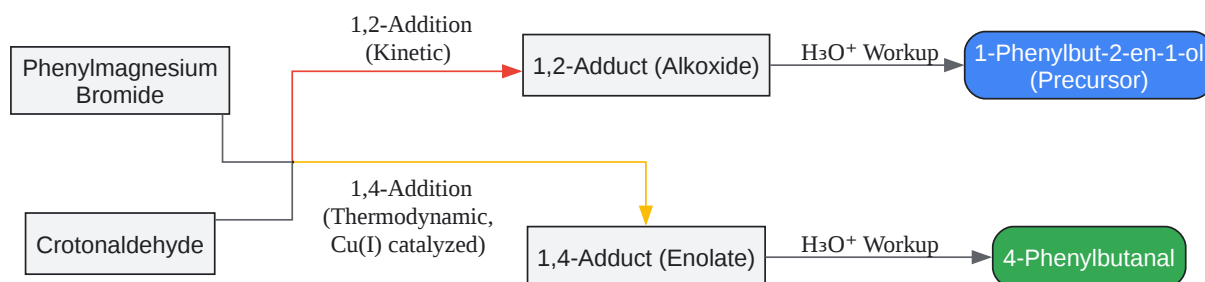 1,2-Addition
(Kinetic)
Phenylmagnesium
Bromide
1,2-Adduct (Alkoxide)
H₃O⁺ Workup
1-Phenylbut-2-en-1-ol
(Precursor)
1,4-Addition
(Thermodynamic,
Cu(I) catalyzed)
Crotonaldehyde
1,4-Adduct (Enolate)
H₃O⁺ Workup
4-Phenylbutanal